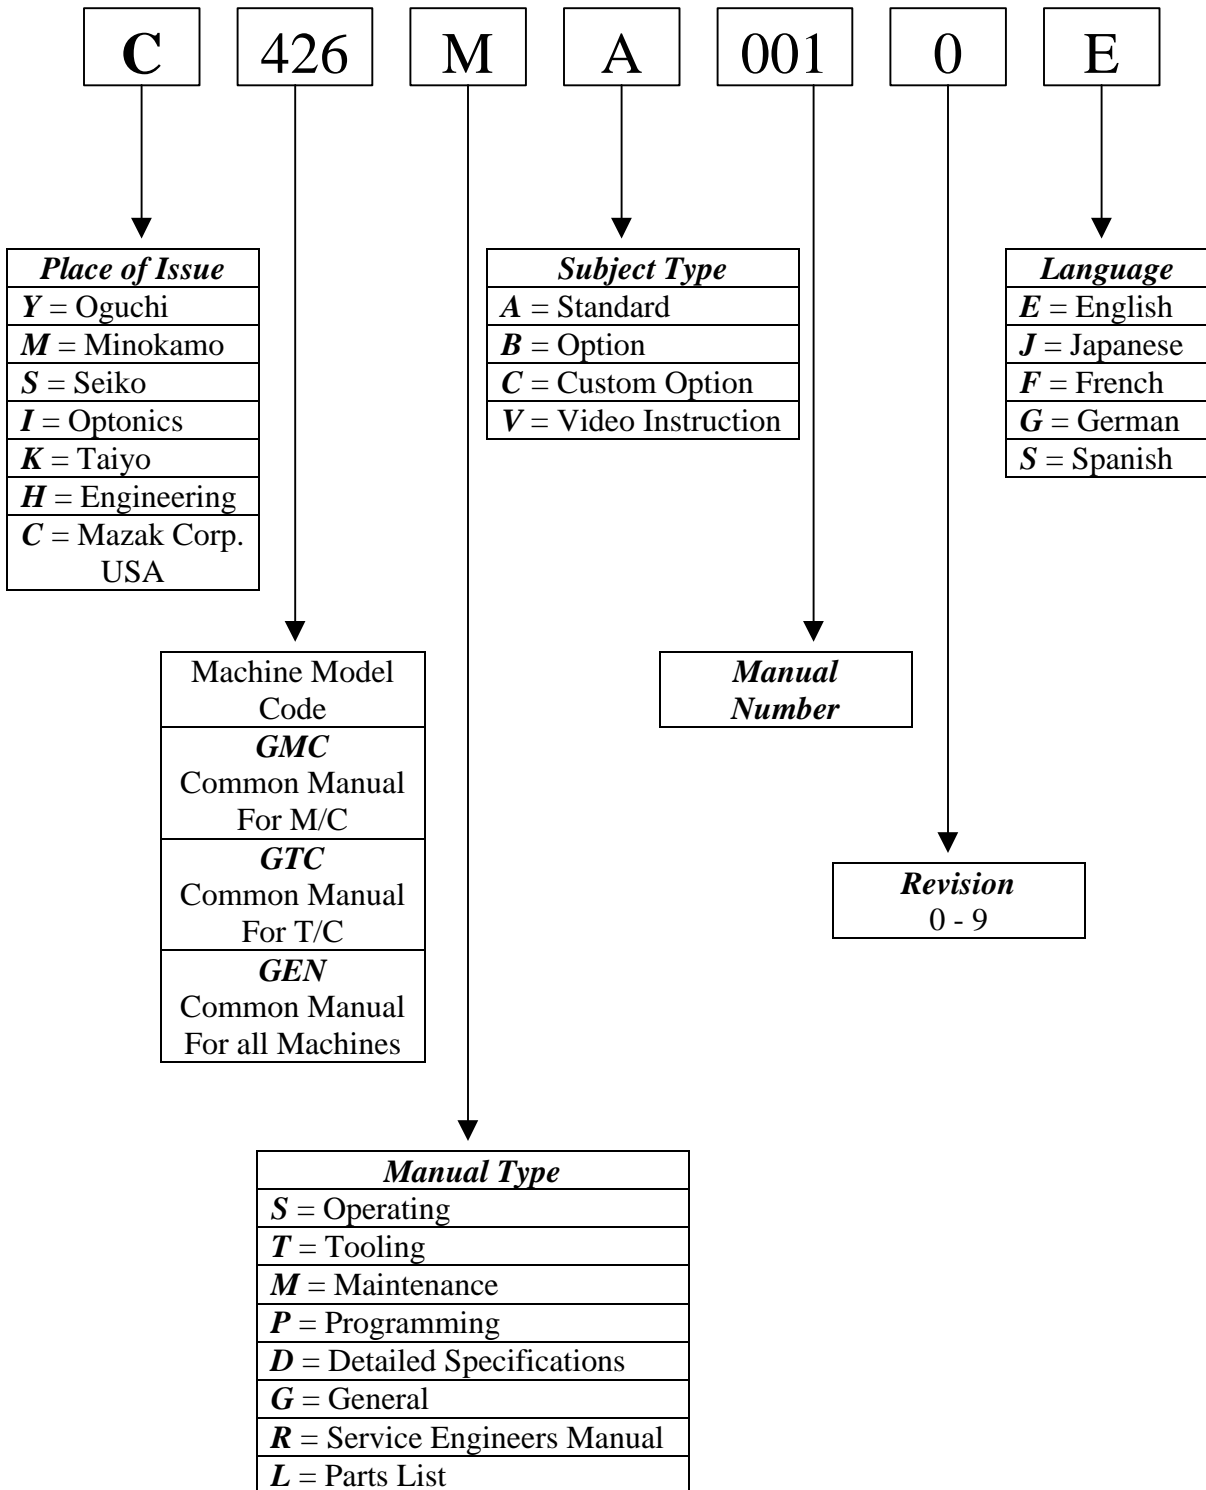 C 426 M A 001 0 E
Place of Issue
Y = Oguchi
M = Minokamo
S = Seiko
I = Optonics
K = Taiyo
H = Engineering
C = Mazak Corp.
USA
Subject Type
A = Standard
B = Option
C = Custom Option
V = Video Instruction
Language
E = English
J = Japanese
F = French
G = German
S = Spanish
Machine Model
Code
GMC
Common Manual
For M/C
GTC
Common Manual
For T/C
GEN
Common Manual
For all Machines
Manual
Number
Revision
0 - 9
Manual Type
S = Operating
T = Tooling
M = Maintenance
P = Programming
D = Detailed Specifications
G = General
R = Service Engineers Manual
L = Parts List